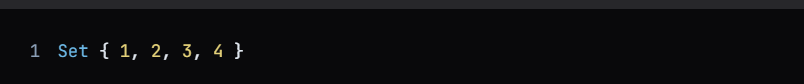 1 Set { 1, 2, 3, 4 }